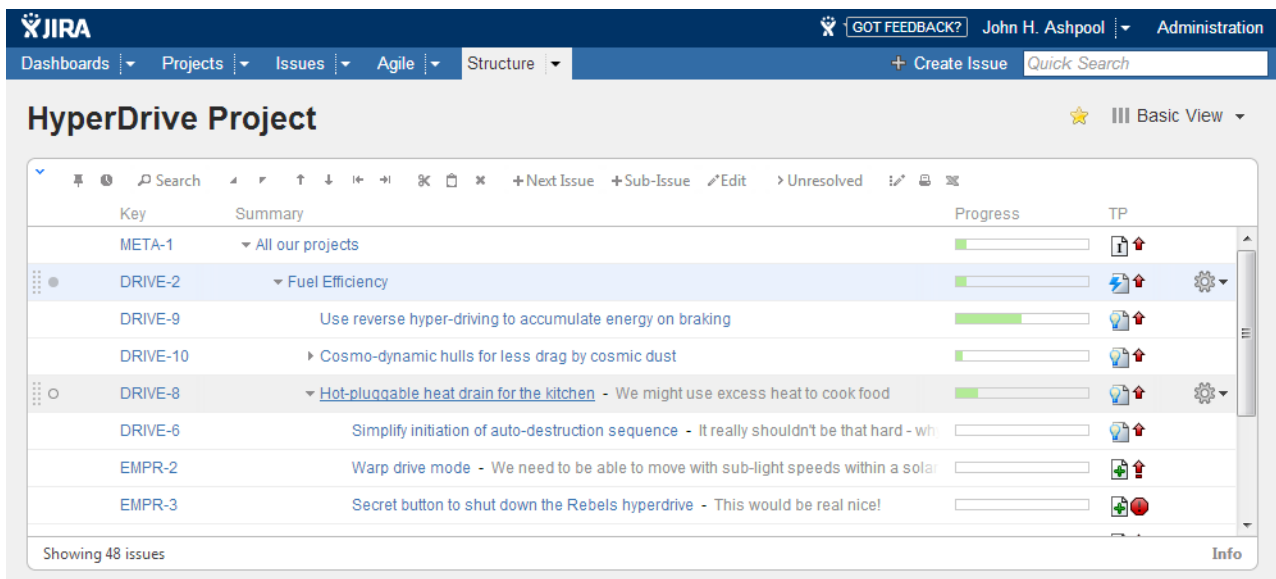 JIRA GOT FEEDBACK? John H. Ashpool Administration
Dashboards Projects Issues Agile Structure + Create Issue Quick Search
HyperDrive Project Basic View
Search +Next Issue +Sub-Issue Edit >Unresolved
Key Summary Progress TP
META-1 All our projects
DRIVE-2 Fuel Efficiency
DRIVE-9 Use reverse hyper-driving to accumulate energy on braking
DRIVE-10 Cosmo-dynamic hulls for less drag by cosmic dust
DRIVE-8 Hot-pluggable heat drain for the kitchen - We might use excess heat to cook food
DRIVE-6 Simplify initiation of auto-destruction sequence - It really shouldn't be that hard -
EMPR-2 Warp drive mode - We need to be able to move with sub-light speeds within a solar
EMPR-3 Secret button to shut down the Rebels hyperdrive - This would be real nice!
Showing 48 issues Info